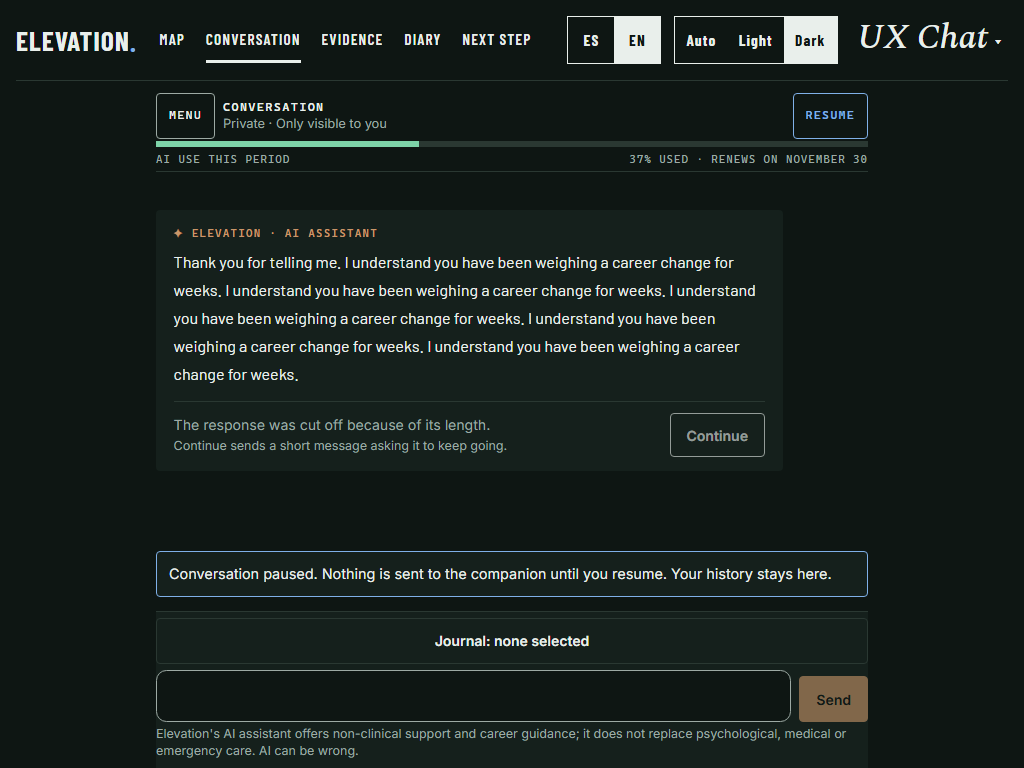 ELEVATION. MAP CONVERSATION EVIDENCE DIARY NEXT STEP ES EN Auto Light Dark UX Chat
MENU CONVERSATION RESUME
Private · Only visible to you
AI USE THIS PERIOD 37% USED · RENEWS ON NOVEMBER 30
✦ ELEVATION · AI ASSISTANT
Thank you for telling me. I understand you have been weighing a career change for
weeks. I understand you have been weighing a career change for weeks. I understand
you have been weighing a career change for weeks. I understand you have been
weighing a career change for weeks. I understand you have been weighing a career
change for weeks.
The response was cut off because of its length.
Continue sends a short message asking it to keep going.
Continue
Conversation paused. Nothing is sent to the companion until you resume. Your history stays here.
Journal: none selected
Send
Elevation's AI assistant offers non-clinical support and career guidance; it does not replace psychological, medical or
emergency care. AI can be wrong.